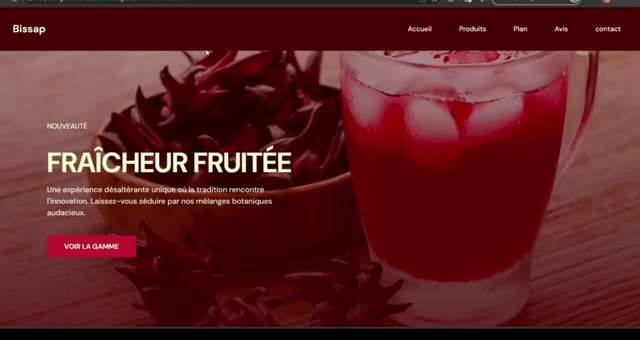 Bissap
Accueil Produits Plan Avis contact
NOUVEAUTÉ
FRAÎCHEUR FRUITÉE
Une expérience désaltérante unique où la tradition rencontre
l'innovation. Laissez-vous séduire par nos mélanges botaniques
audacieux.
VOIR LA GAMME